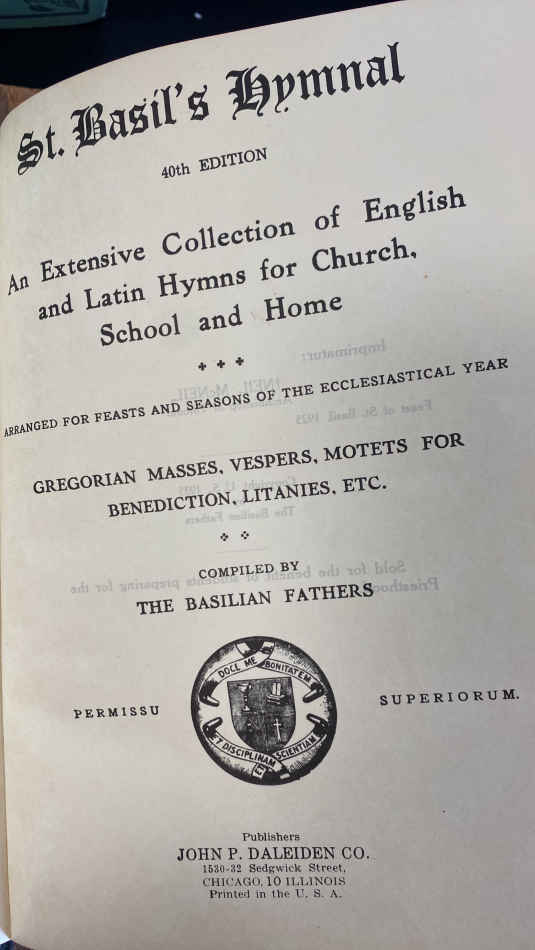 St. Basil's Hymnal
40th EDITION
An Extensive Collection of English
and Latin Hymns for Church,
School and Home
ARRANGED FOR FEASTS AND SEASONS OF THE ECCLESIASTICAL YEAR
GREGORIAN MASSES, VESPERS, MOTETS FOR
BENEDICTION, LITANIES, ETC.
COMPILED BY
THE BASILIAN FATHERS
PERMISSU
DOCE ME BONITATEM
ET DISCIPLINAM
ET SCIENTIAM
SUPERIORUM.
Publishers
JOHN P. DALEIDEN CO.
1530-32 Sedgwick Street,
CHICAGO, 10 ILLINOIS
Printed in the U. S. A.